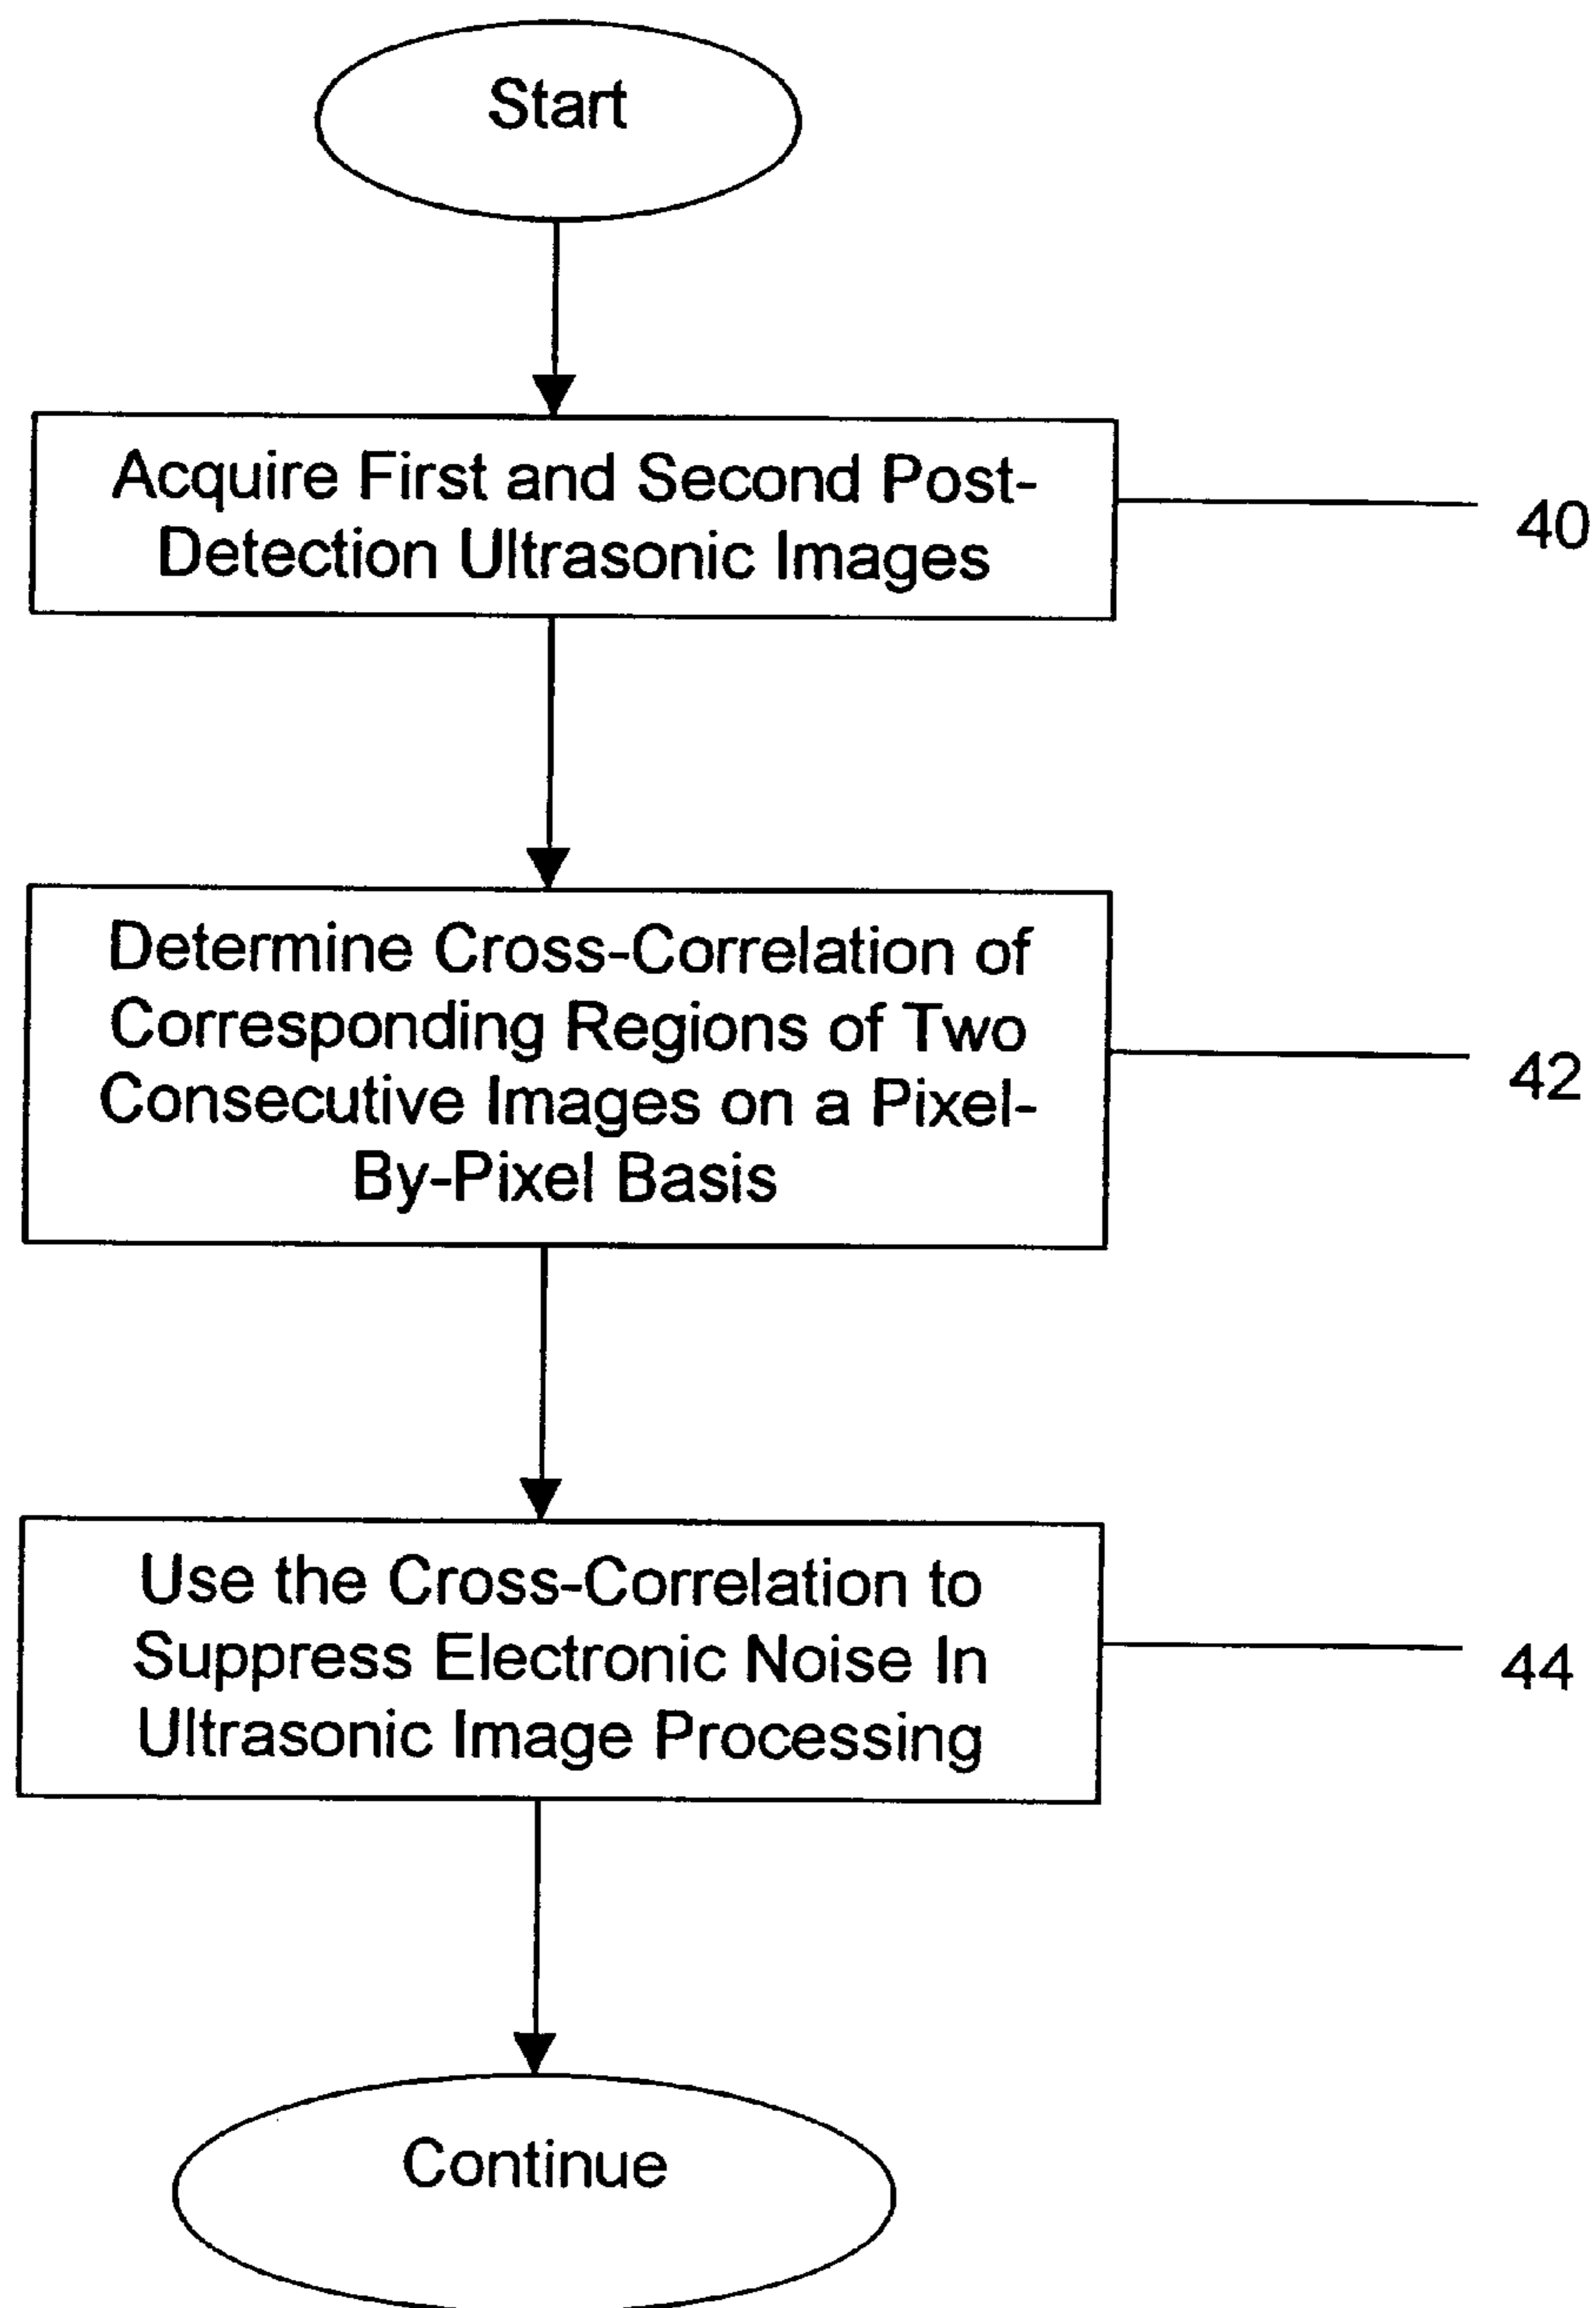 Start
Acquire First and Second Post-
Detection Ultrasonic Images
40
Determine Cross-Correlation of
Corresponding Regions of Two
Consecutive Images on a Pixel-
By-Pixel Basis
42
Use the Cross-Correlation to
Suppress Electronic Noise In
Ultrasonic Image Processing
44
Continue